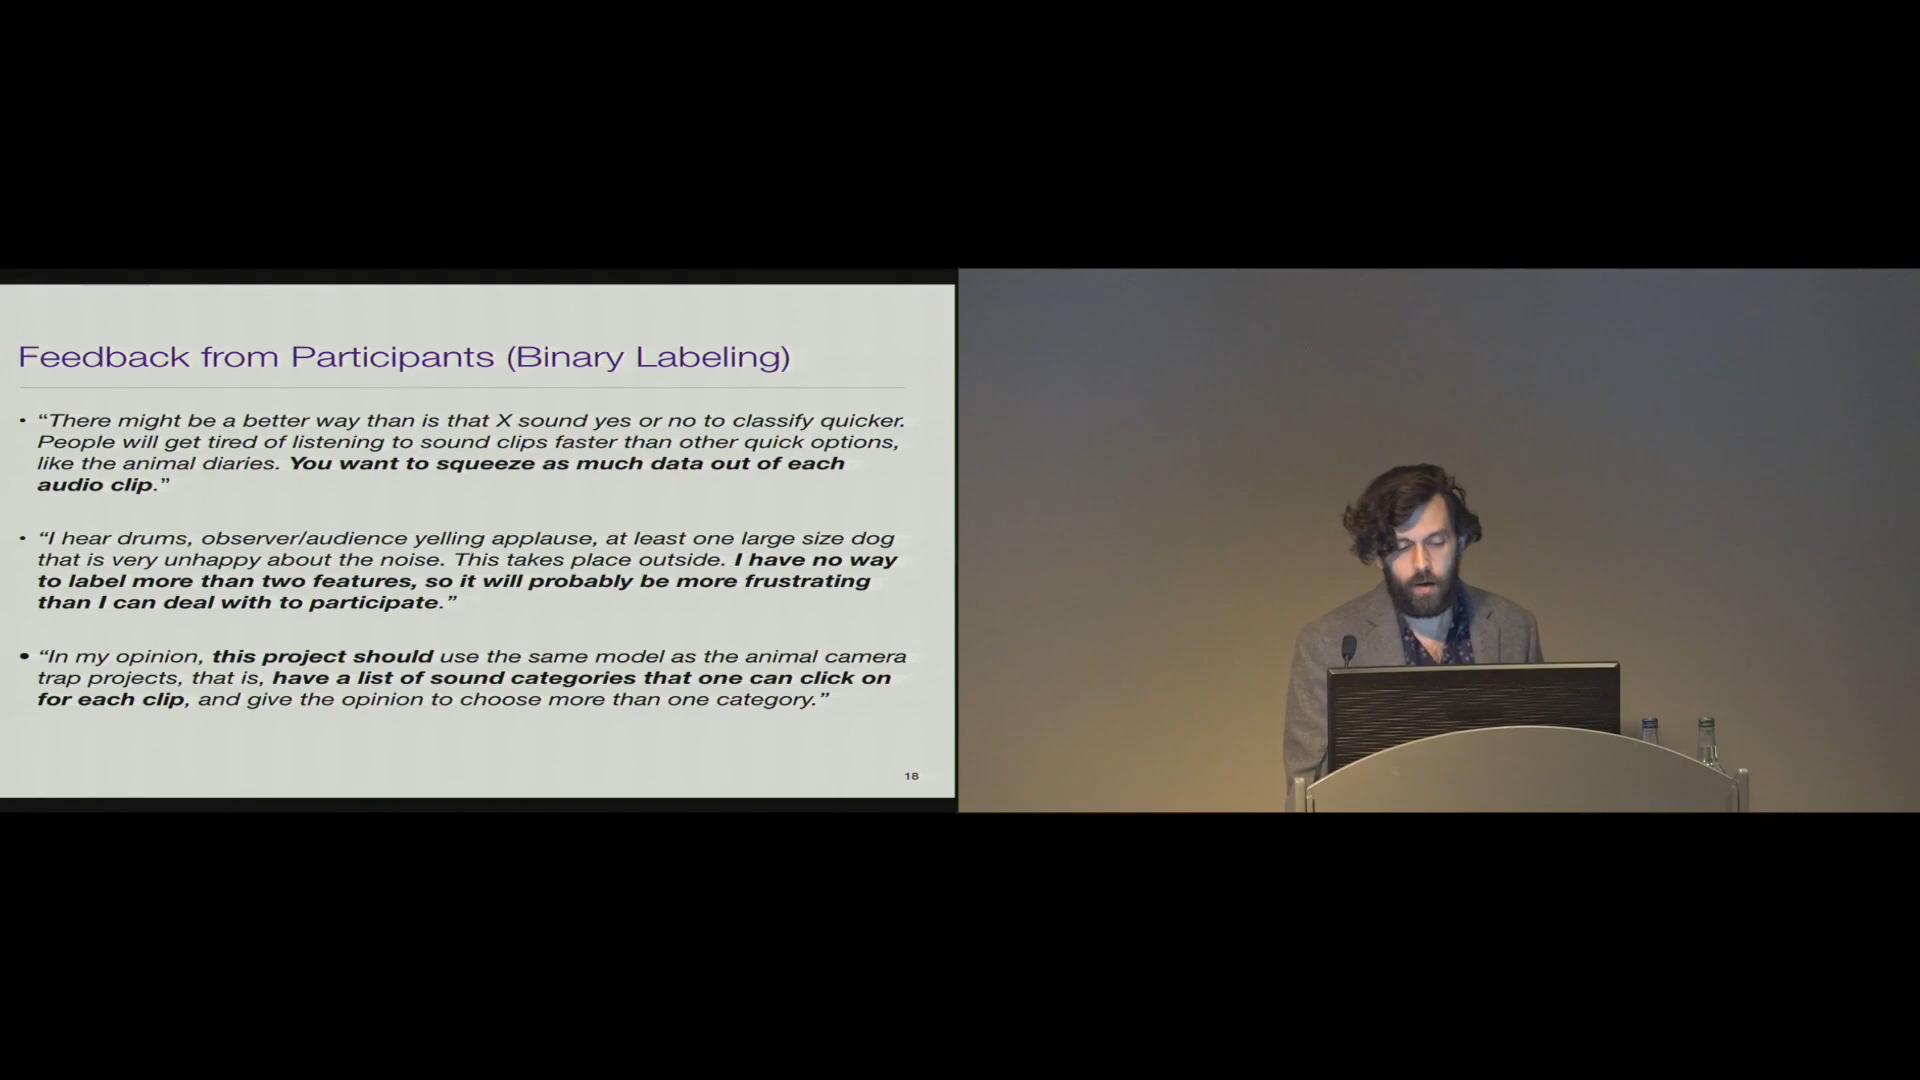 Feedback from Participants (Binary Labeling)
• “There might be a better way than is that X sound yes or no to classify quicker.
People will get tired of listening to sound clips faster than other quick options,
like the animal diaries. You want to squeeze as much data out of each
audio clip.”
• “I hear drums, observer/audience yelling applause, at least one large size dog
that is very unhappy about the noise. This takes place outside. I have no way
to label more than two features, so it will probably be more frustrating
than I can deal with to participate.”
• “In my opinion, this project should use the same model as the animal camera
trap projects, that is, have a list of sound categories that one can click on
for each clip, and give the opinion to choose more than one category.”
18